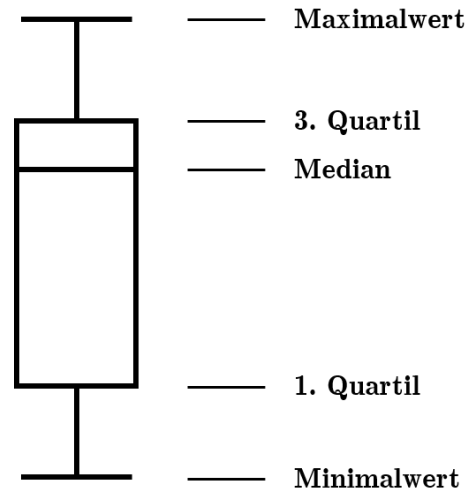 Maximalwert
3. Quartil
Median
1. Quartil
Minimalwert